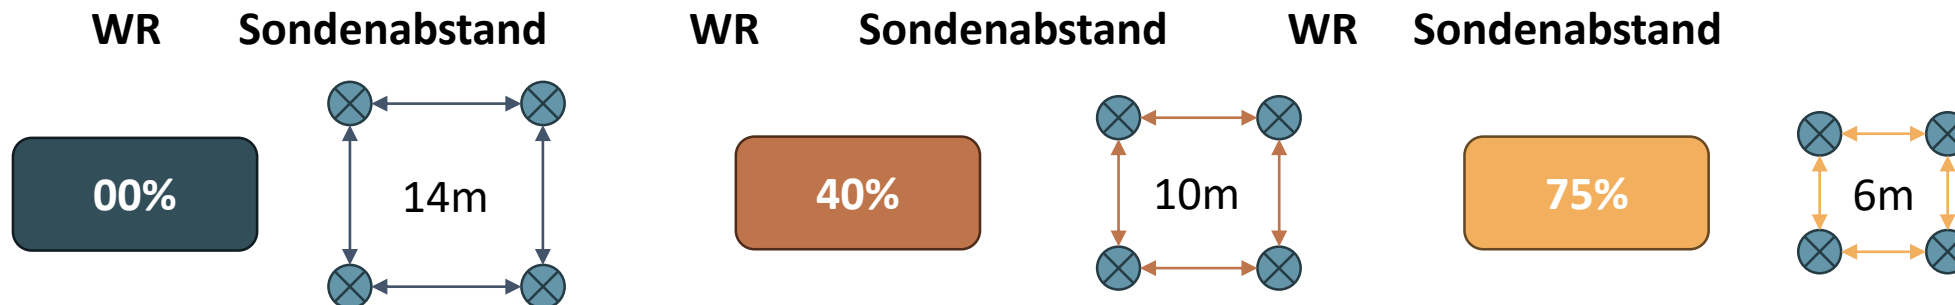 WR Sondenabstand WR Sondenabstand WR Sondenabstand
00% 14m 40% 10m 75% 6m